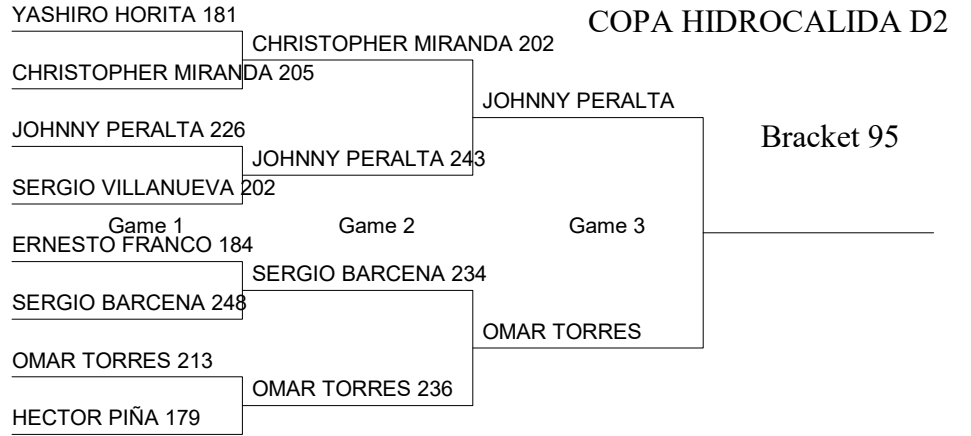 YASHIRO HORITA 181
COPA HIDROCALIDA D2
CHRISTOPHER MIRANDA 202
CHRISTOPHER MIRANDA 205
JOHNNY PERALTA
JOHNNY PERALTA 226
Bracket 95
JOHNNY PERALTA 243
SERGIO VILLANUEVA 202
Game 1
Game 2
Game 3
ERNESTO FRANCO 184
SERGIO BARCENA 234
SERGIO BARCENA 248
OMAR TORRES
OMAR TORRES 213
OMAR TORRES 236
HECTOR PIÑA 179